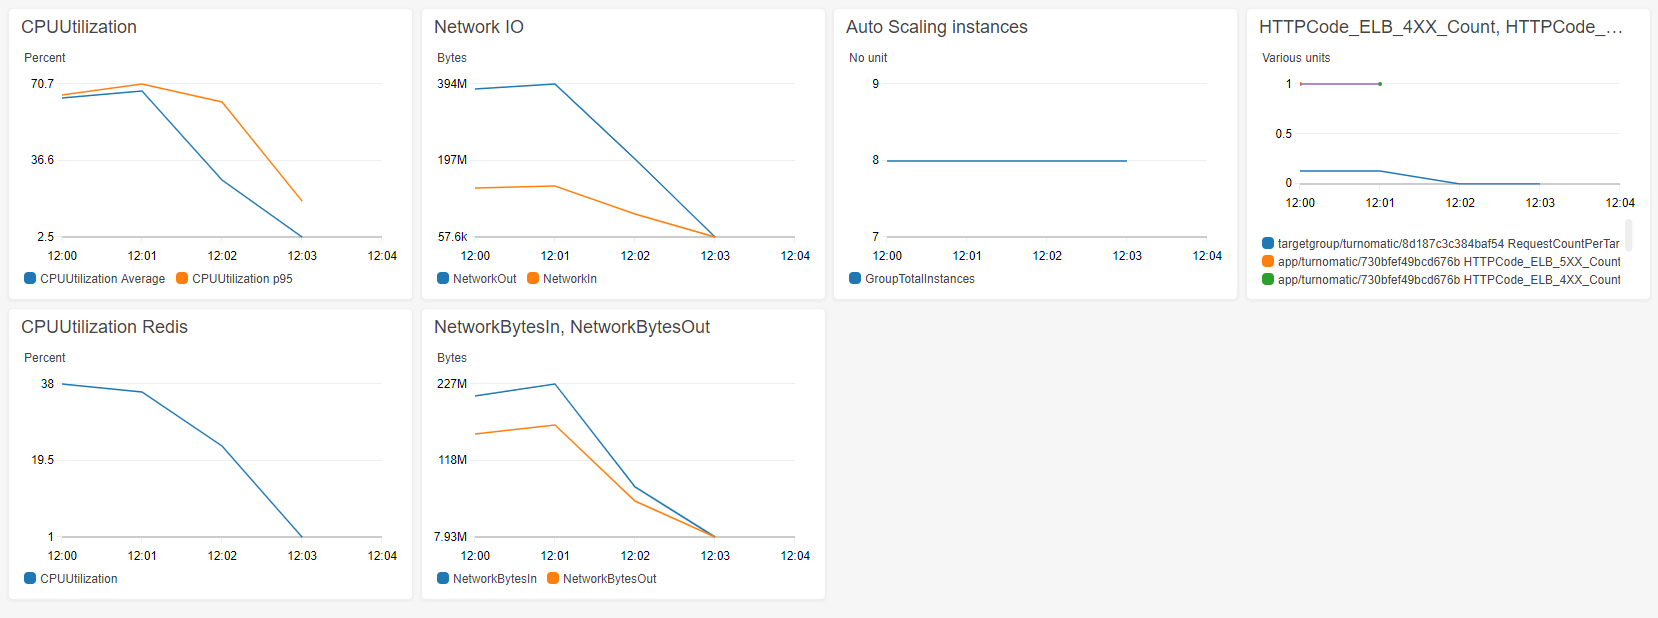 CPUUtilization
Percent
70.7
36.6
2.5
12:00 12:01 12:02 12:03 12:04
CPUUtilization Average CPUUtilization p95
Network IO
Bytes
394M
197M
57.6k
12:00 12:01 12:02 12:03 12:04
NetworkOut NetworkIn
Auto Scaling instances
No unit
9
8
7
12:00 12:01 12:02 12:03 12:04
GroupTotalInstances
HTTPCode_ELB_4XX_Count, HTTPCode_...
Various units
1
0.5
0
12:00 12:01 12:02 12:03 12:04
targetgroup/turnomatic/8d187c3c384baf54 RequestCountPerTar
app/turnomatic/730bfef49bcd676b HTTPCode_ELB_5XX_Count
app/turnomatic/730bfef49bcd676b HTTPCode_ELB_4XX_Count
CPUUtilization Redis
Percent
38
19.5
1
12:00 12:01 12:02 12:03 12:04
CPUUtilization
NetworkBytesIn, NetworkBytesOut
Bytes
227M
118M
7.93M
12:00 12:01 12:02 12:03 12:04
NetworkBytesIn NetworkBytesOut